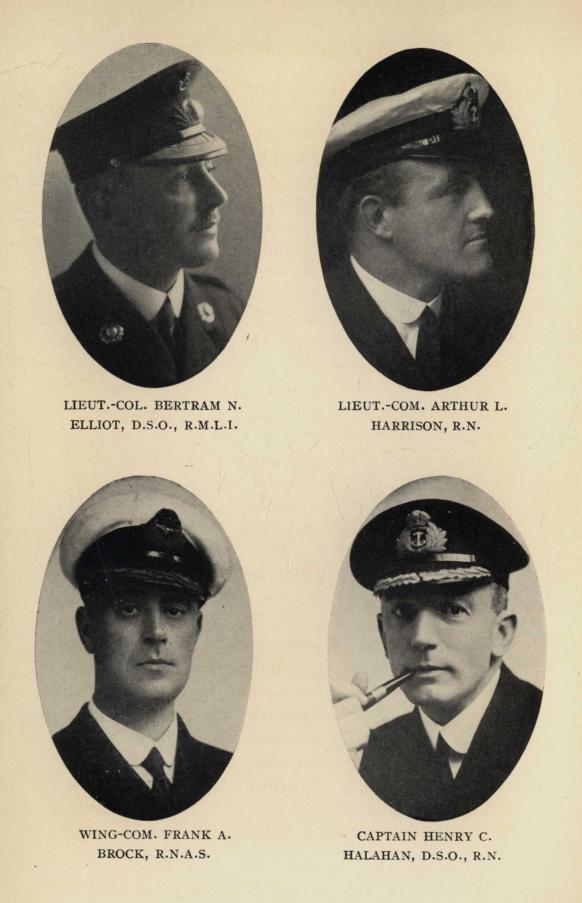 LIEUT.-COL. BERTRAM N.
ELLIOT, D.S.O., R.M.L.I.
LIEUT.-COM. ARTHUR L.
HARRISON, R.N.
WING-COM. FRANK A.
BROCK, R.N.A.S.
CAPTAIN HENRY C.
HALAHAN, D.S.O., R.N.